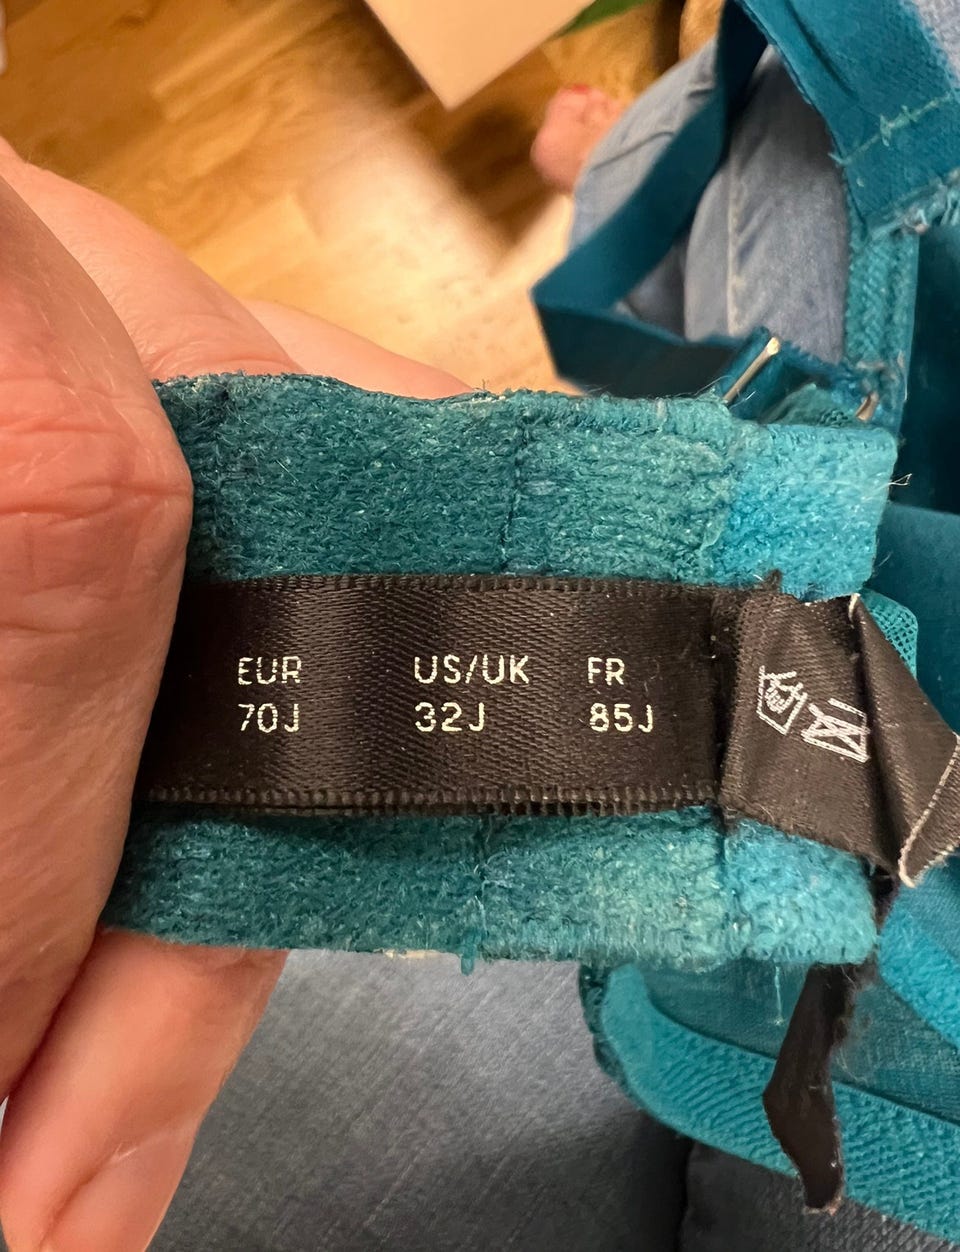 EUR US/UK FR
70J 32J 85J